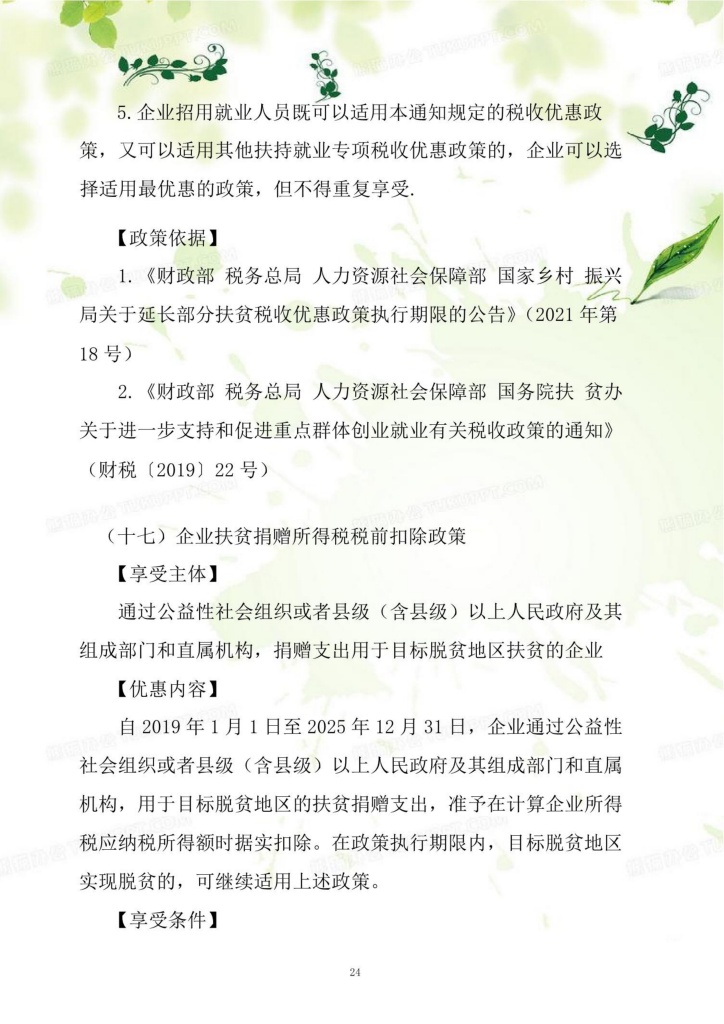 5.企业招用就业人员既可以适用本通知规定的税收优惠政
策，又可以适用其他扶持就业专项税收优惠政策的，企业可以选
择适用最优惠的政策，但不得重复享受.
【政策依据】
1.《财政部 税务总局 人力资源社会保障部 国家乡村 振兴
局关于延长部分扶贫税收优惠政策执行期限的公告》（2021 年第
18 号）
2.《财政部 税务总局 人力资源社会保障部 国务院扶 贫办
关于进一步支持和促进重点群体创业就业有关税收政策的通知》
（财税〔2019〕22 号）
（十七）企业扶贫捐赠所得税税前扣除政策
【享受主体】
通过公益性社会组织或者县级（含县级）以上人民政府及其
组成部门和直属机构，捐赠支出用于目标脱贫地区扶贫的企业
【优惠内容】
自 2019 年 1 月 1 日至 2025 年 12 月 31 日，企业通过公益性
社会组织或者县级（含县级）以上人民政府及其组成部门和直属
机构，用于目标脱贫地区的扶贫捐赠支出，准予在计算企业所得
税应纳税所得额时据实扣除。在政策执行期限内，目标脱贫地区
实现脱贫的，可继续适用上述政策。
【享受条件】
24